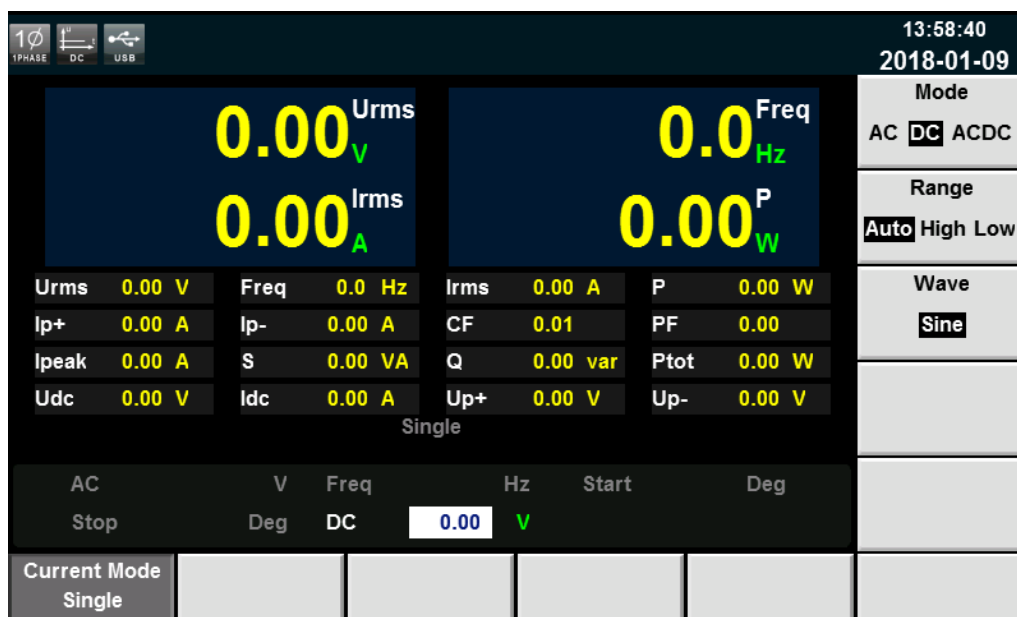 1Ø U t 13:58:40
1PHASE DC USB 2018-01-09
0.00 Urms V 0.0 Freq Hz
0.00 Irms A 0.00 P W
Mode
AC DC ACDC
Range
Auto High Low
Wave
Sine
Urms 0.00 V Freq 0.0 Hz Irms 0.00 A P 0.00 W
Ip+ 0.00 A Ip- 0.00 A CF 0.01 PF 0.00
Ipeak 0.00 A S 0.00 VA Q 0.00 var Ptot 0.00 W
Udc 0.00 V Idc 0.00 A Up+ 0.00 V Up- 0.00 V
Single
AC V Freq Hz Start Deg
Stop Deg DC 0.00 V
Current Mode
Single